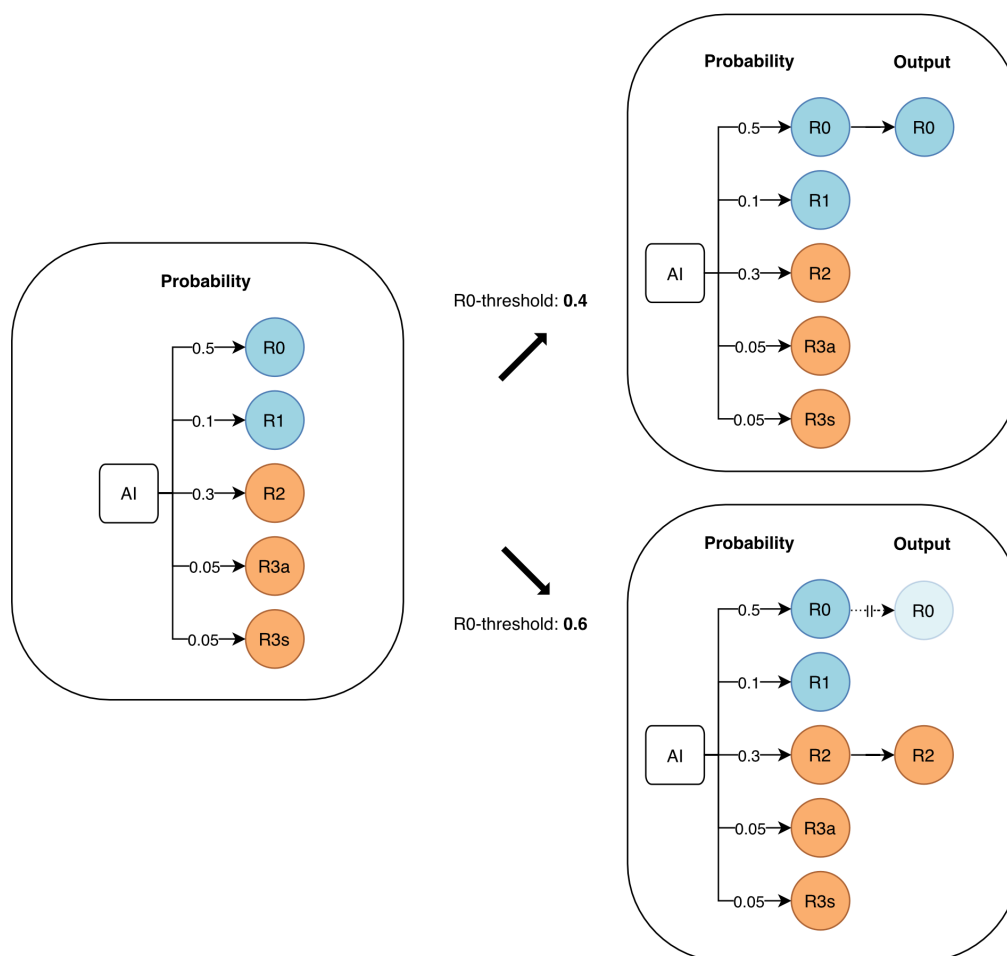 Probability
0.5 R0
0.1 R1
AI 0.3 R2
0.05 R3a
0.05 R3s
R0-threshold: 0.4
R0-threshold: 0.6
Probability Output
0.5 R0 R0
0.1 R1
AI 0.3 R2
0.05 R3a
0.05 R3s
Probability Output
0.5 R0 R0
0.1 R1
AI 0.3 R2 R2
0.05 R3a
0.05 R3s